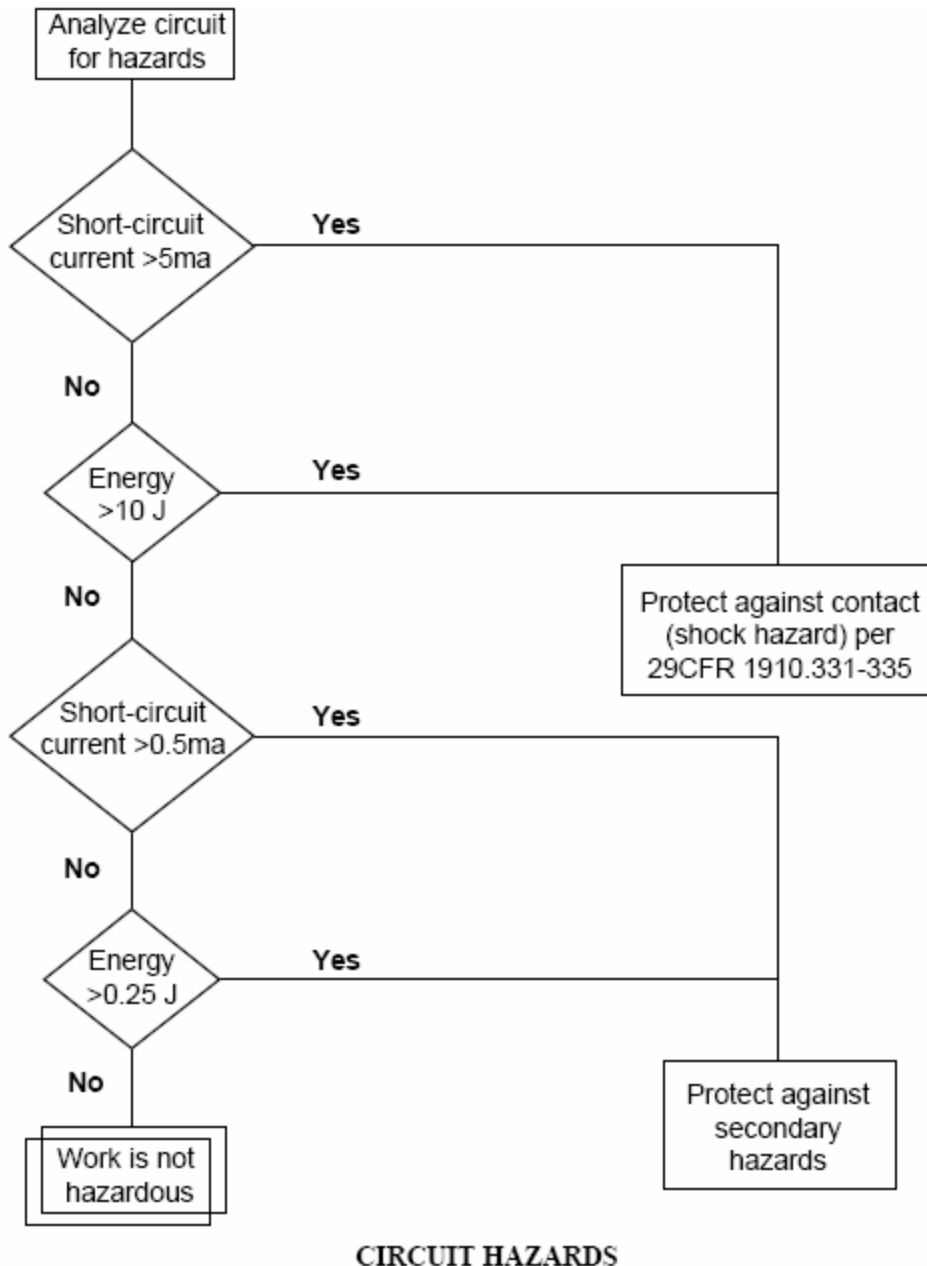 Analyze circuit
for hazards
Short-circuit
current >5ma
Yes
No
Energy
>10 J
Yes
No
Protect against contact
(shock hazard) per
29CFR 1910.331-335
Short-circuit
current >0.5ma
Yes
No
Energy
>0.25 J
Yes
No
Protect against
secondary
hazards
Work is not
hazardous
CIRCUIT HAZARDS